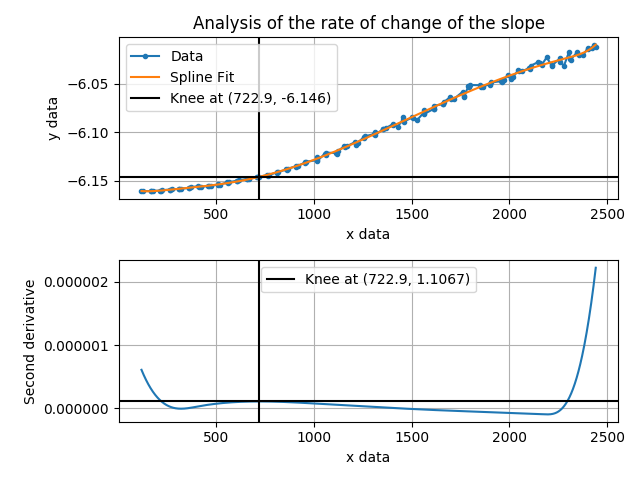 Analysis of the rate of change of the slope
Data
Spline Fit
Knee at (722.9, -6.146)
y data
−6.05
−6.10
−6.15
500 1000 1500 2000 2500
x data
Knee at (722.9, 1.1067)
Second derivative
0.000002
0.000001
0.000000
500 1000 1500 2000 2500
x data